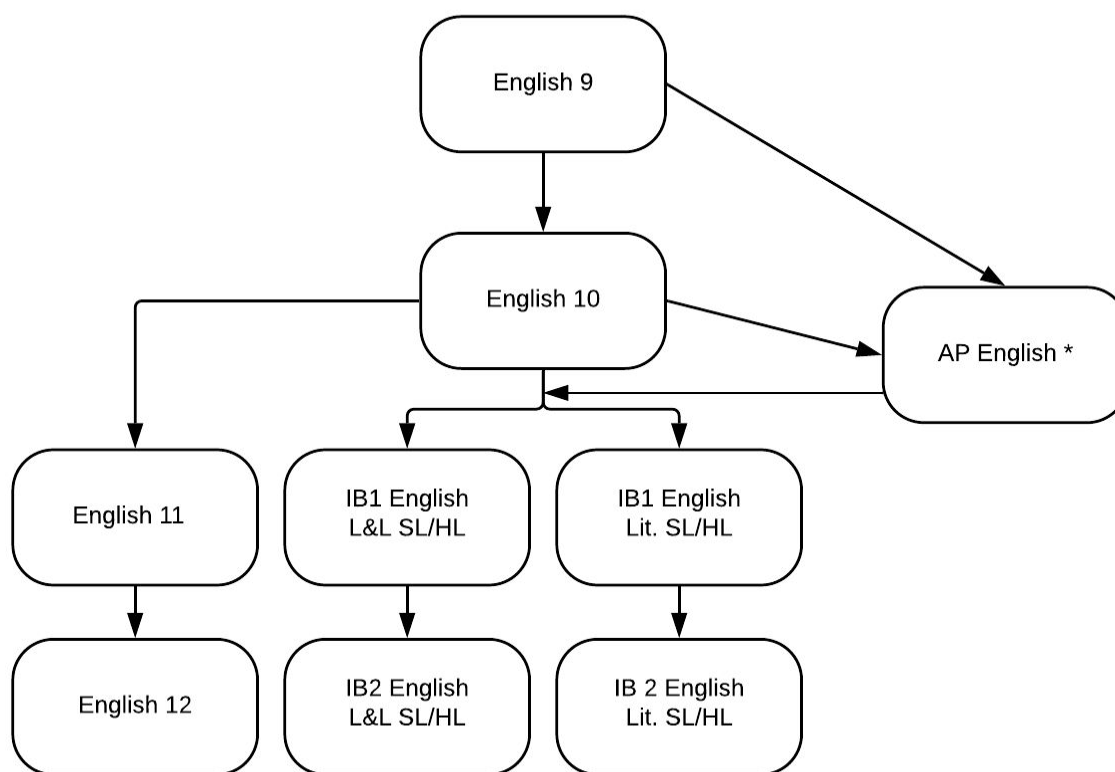 English 9
English 10
AP English *
English 11
IB1 English
L&L SL/HL
IB1 English
Lit. SL/HL
English 12
IB2 English
L&L SL/HL
IB 2 English
Lit. SL/HL